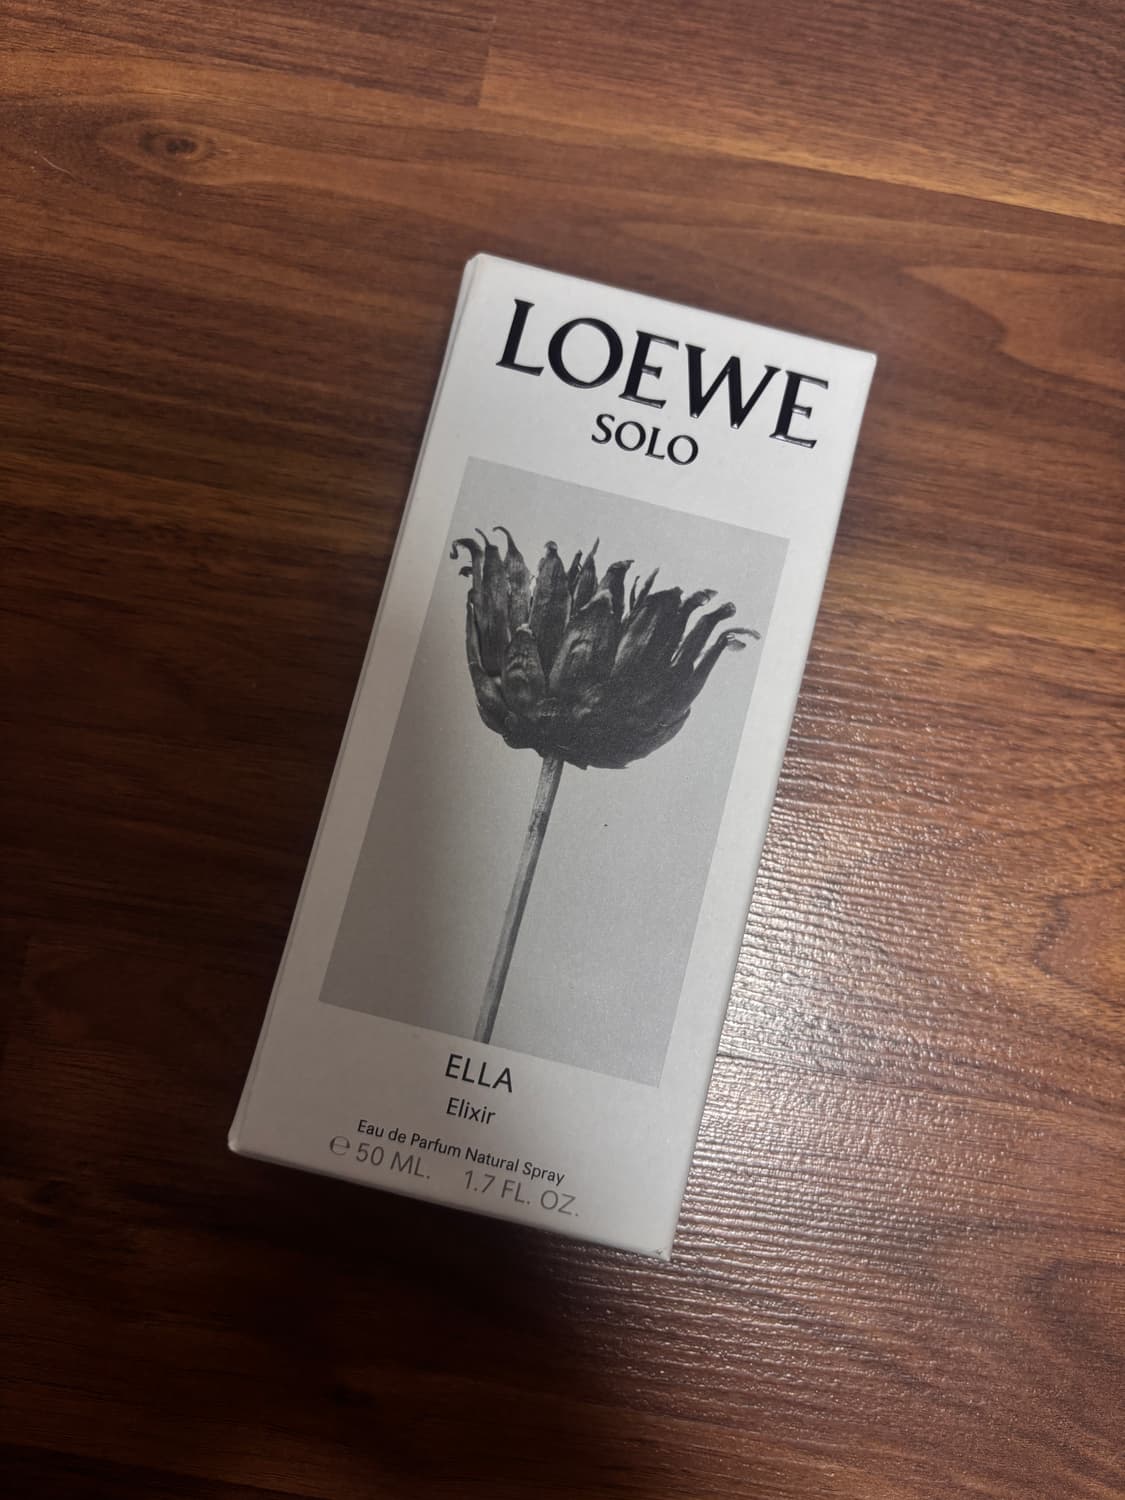 LOEWE
SOLO
ELLA
Elixir
Eau de Parfum Natural Spray
℮ 50 ML. 1.7 FL. OZ.